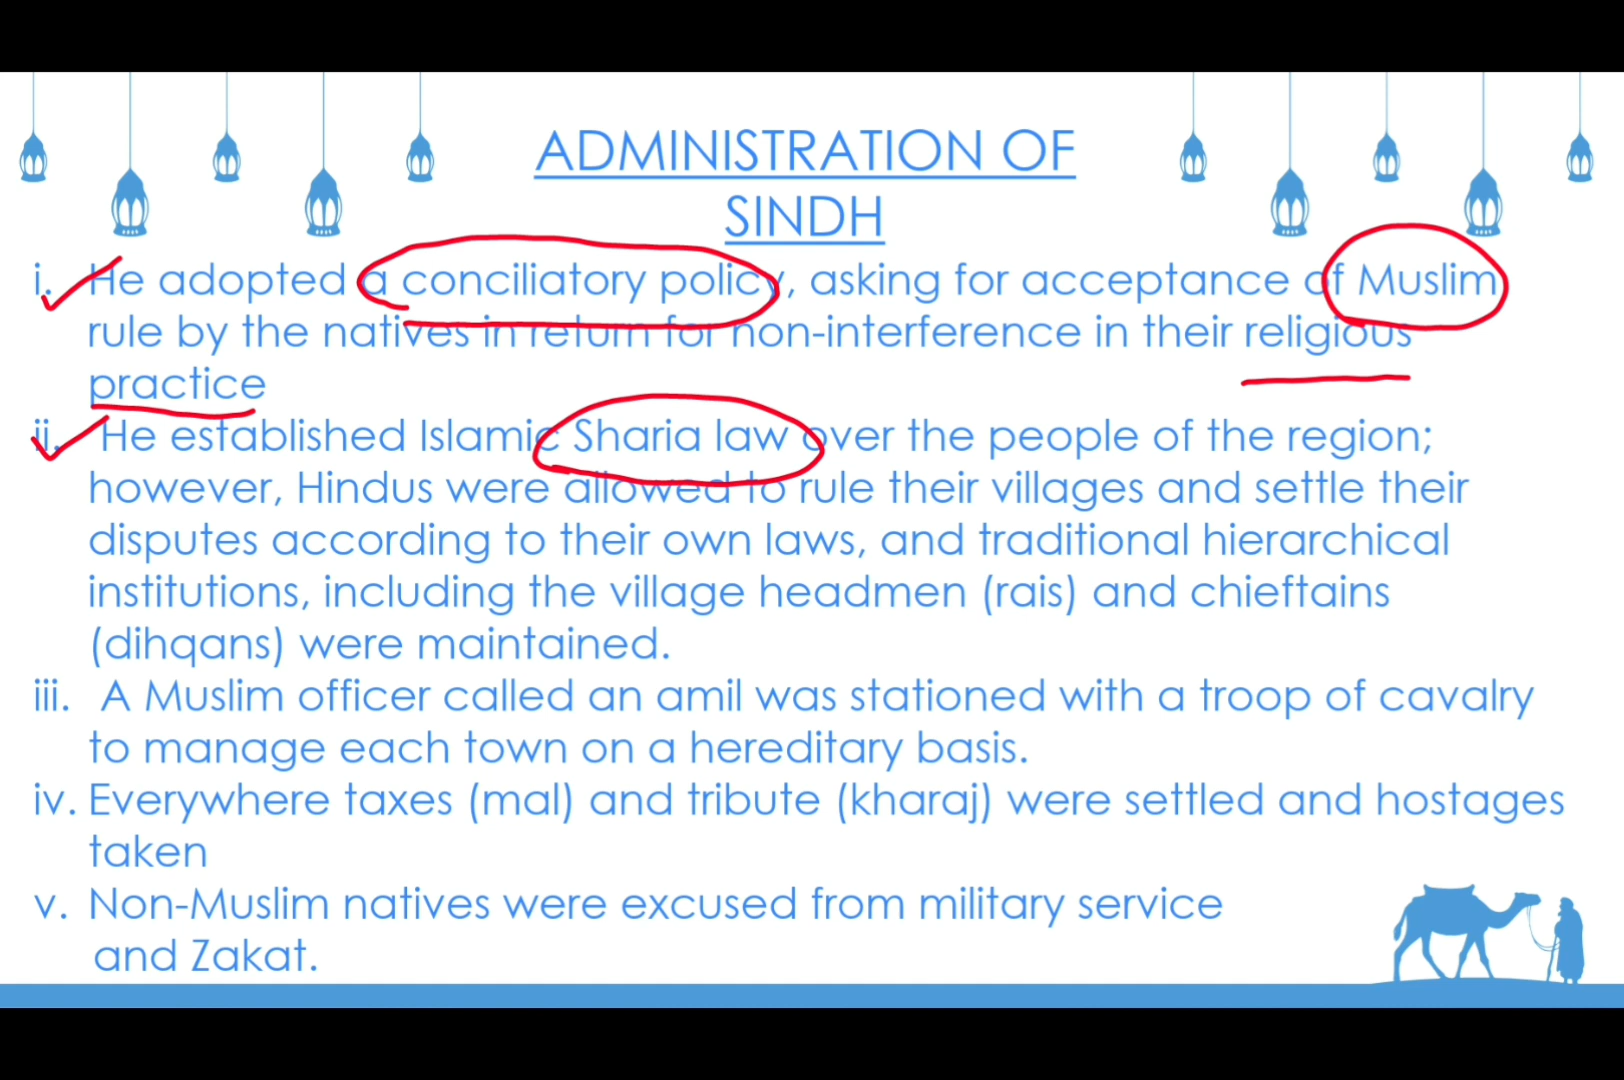 ADMINISTRATION OF
SINDH
i. He adopted a conciliatory policy, asking for acceptance of Muslim
rule by the natives in return for non-interference in their religious
practice
ii. He established Islamic Sharia law over the people of the region;
however, Hindus were allowed to rule their villages and settle their
disputes according to their own laws, and traditional hierarchical
institutions, including the village headmen (rais) and chieftains
(dihqans) were maintained.
iii. A Muslim officer called an amil was stationed with a troop of cavalry
to manage each town on a hereditary basis.
iv. Everywhere taxes (mal) and tribute (kharaj) were settled and hostages
taken
v. Non-Muslim natives were excused from military service
and Zakat.